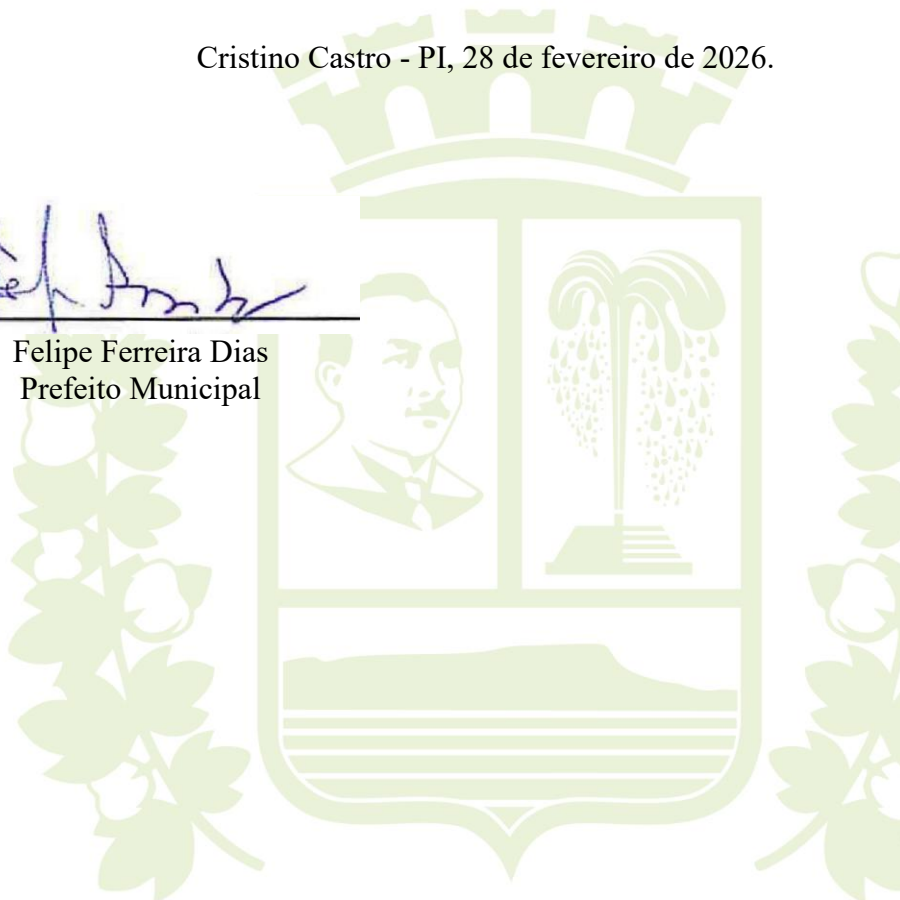 Cristino Castro - PI, 28 de fevereiro de 2026.
Felipe Ferreira Dias
Prefeito Municipal